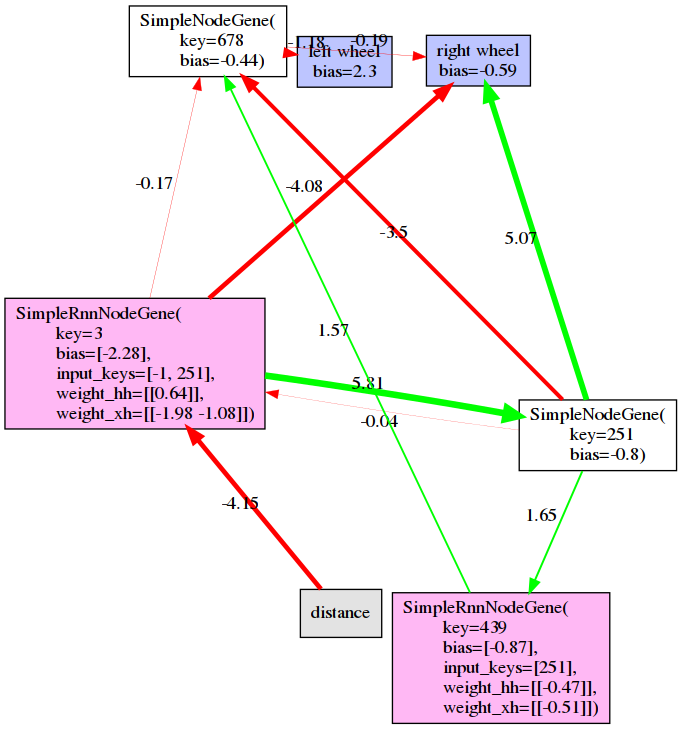 SimpleNodeGene(
key=678
bias=-0.44)
-1.18
-0.19
left wheel
bias=2.3
right wheel
bias=-0.59
-0.17
-4.08
-3.5
5.07
SimpleRnnNodeGene(
key=3
bias=[-2.28],
input_keys=[-1, 251],
weight_hh=[[0.64]],
weight_xh=[[-1.98 -1.08]])
1.57
5.81
-0.04
SimpleNodeGene(
key=251
bias=-0.8)
-4.15
1.65
distance
SimpleRnnNodeGene(
key=439
bias=[-0.87],
input_keys=[251],
weight_hh=[[-0.47]],
weight_xh=[[-0.51]])